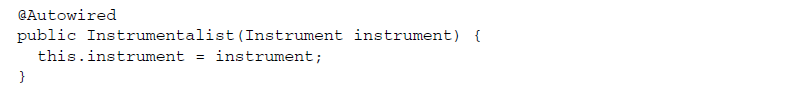 @Autowired
public Instrumentalist(Instrument instrument) {
  this.instrument = instrument;
}